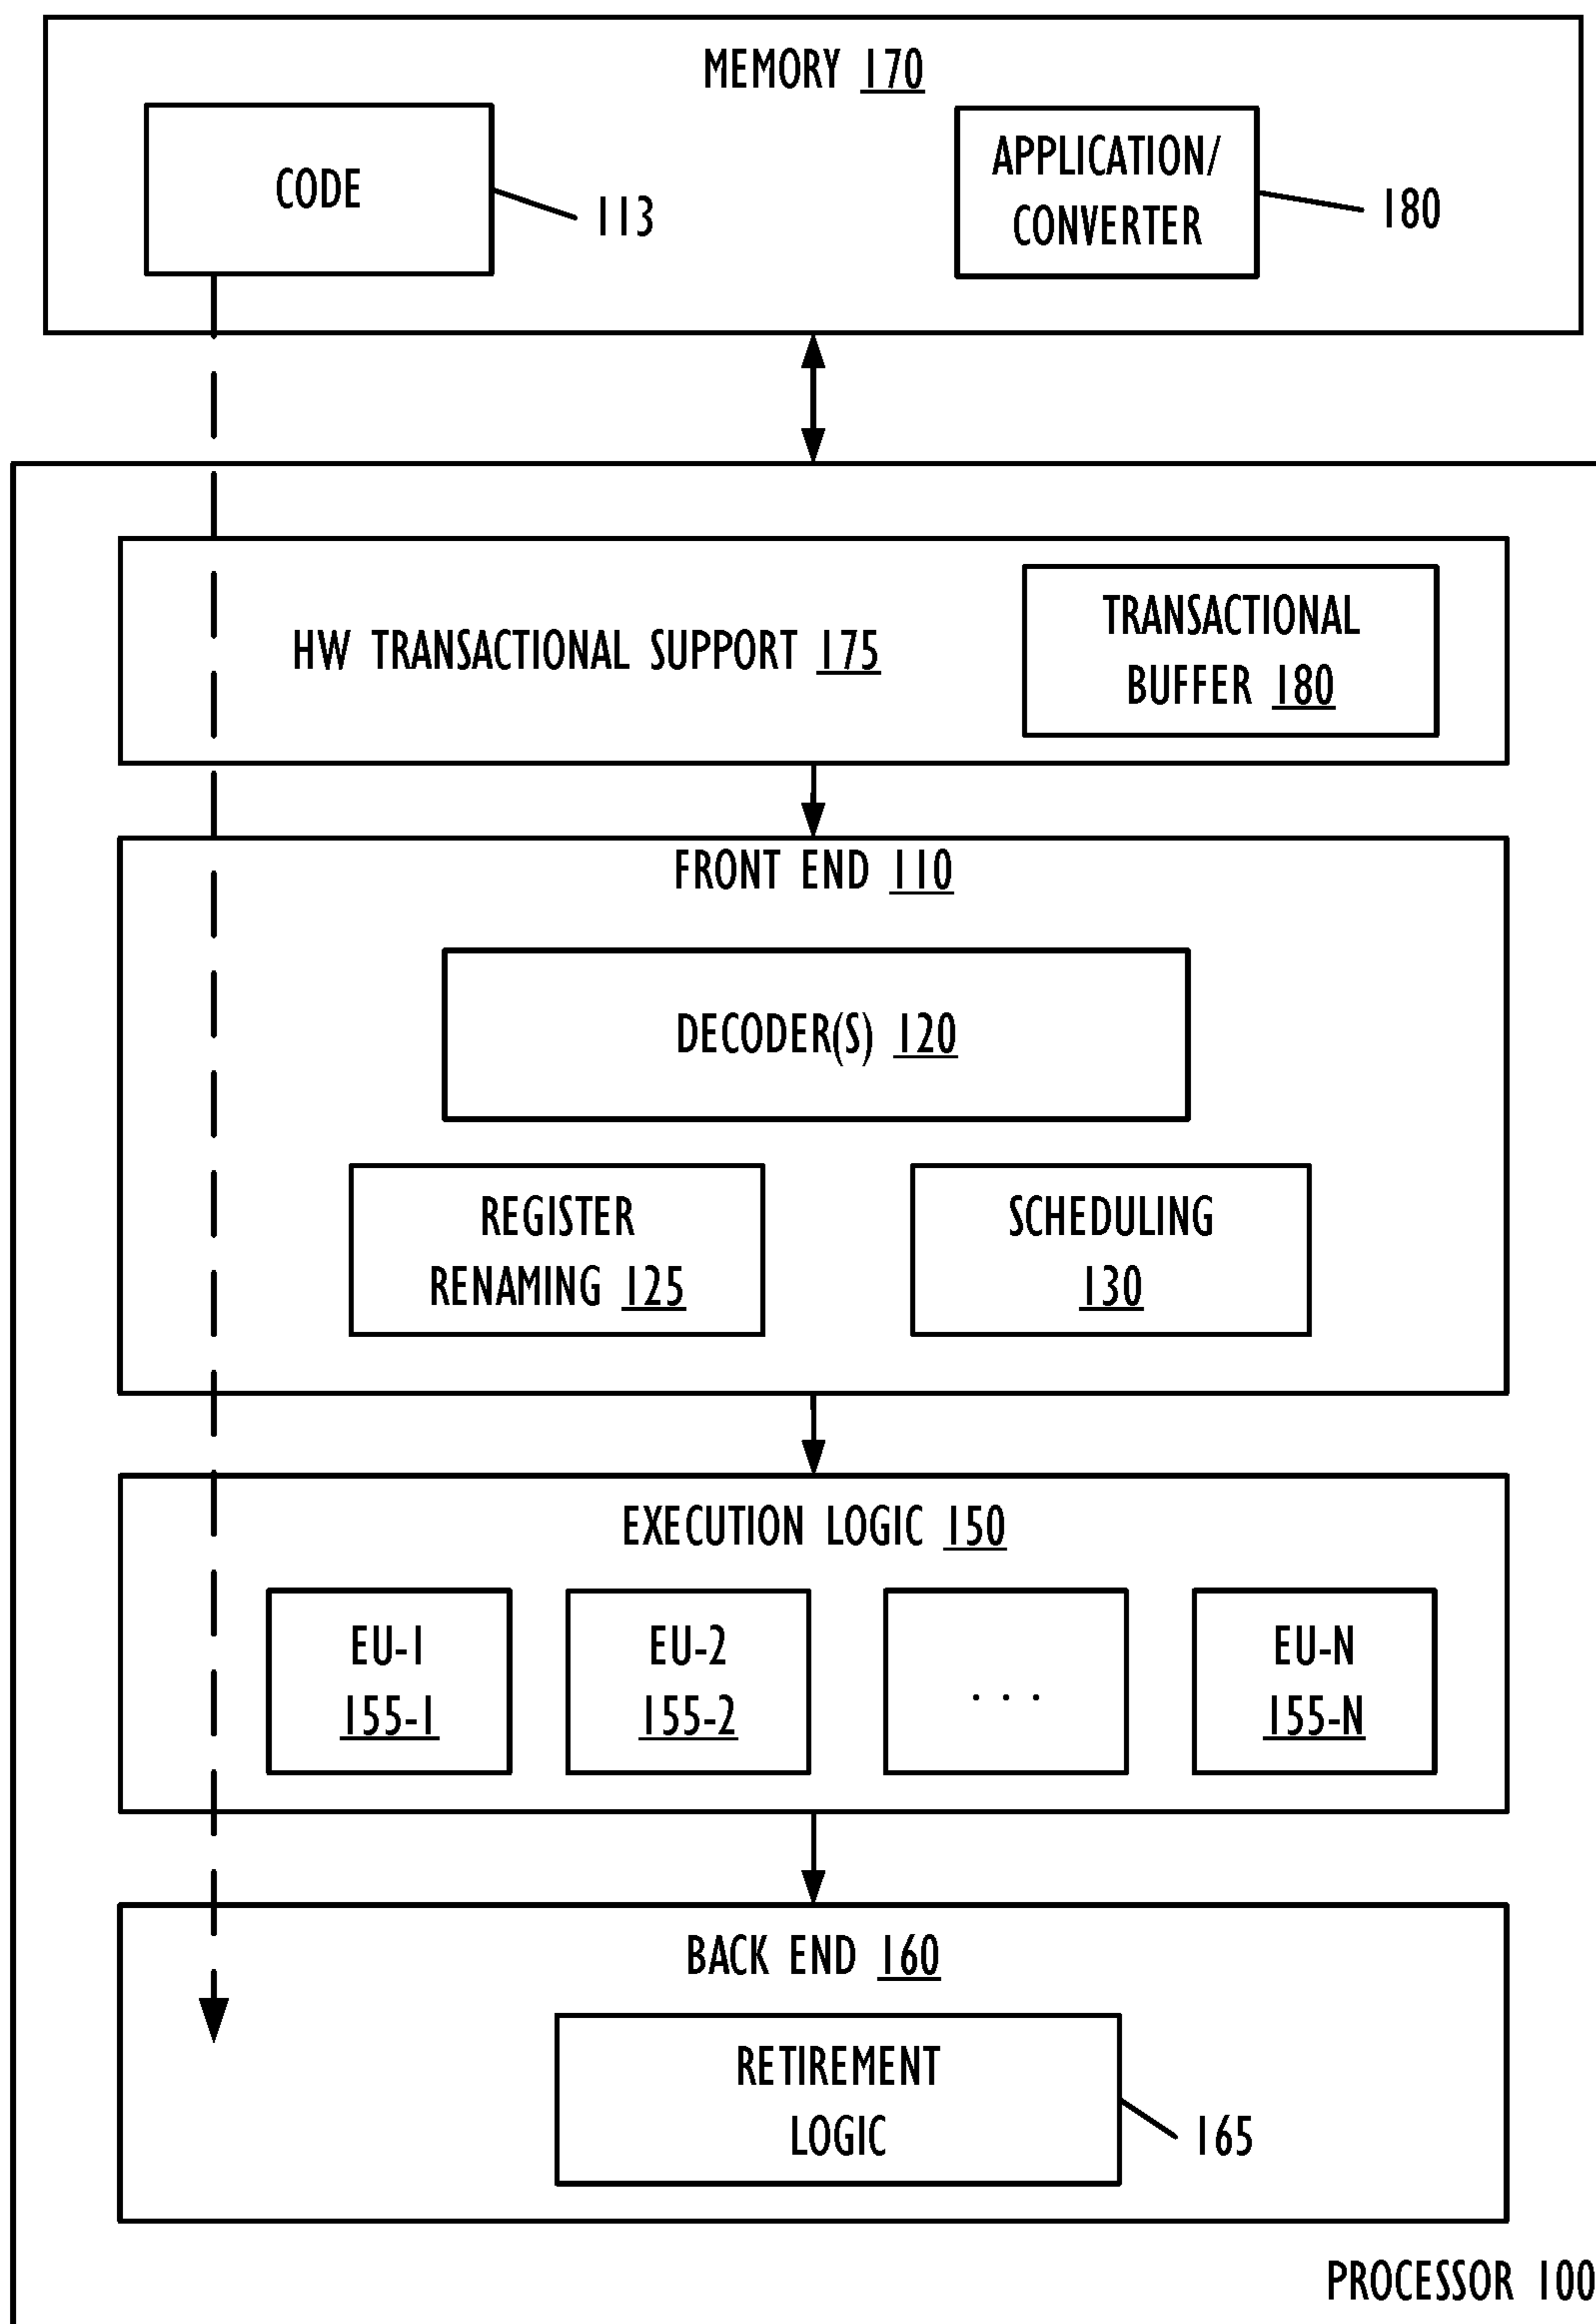 MEMORY 170
CODE
113
APPLICATION/
CONVERTER
180
HW TRANSACTIONAL SUPPORT 175
TRANSACTIONAL
BUFFER 180
FRONT END 110
DECODER(S) 120
REGISTER
RENAMING 125
SCHEDULING
130
EXECUTION LOGIC 150
EU-1
155-1
EU-2
155-2
. . .
EU-N
155-N
BACK END 160
RETIREMENT
LOGIC
165
PROCESSOR 100